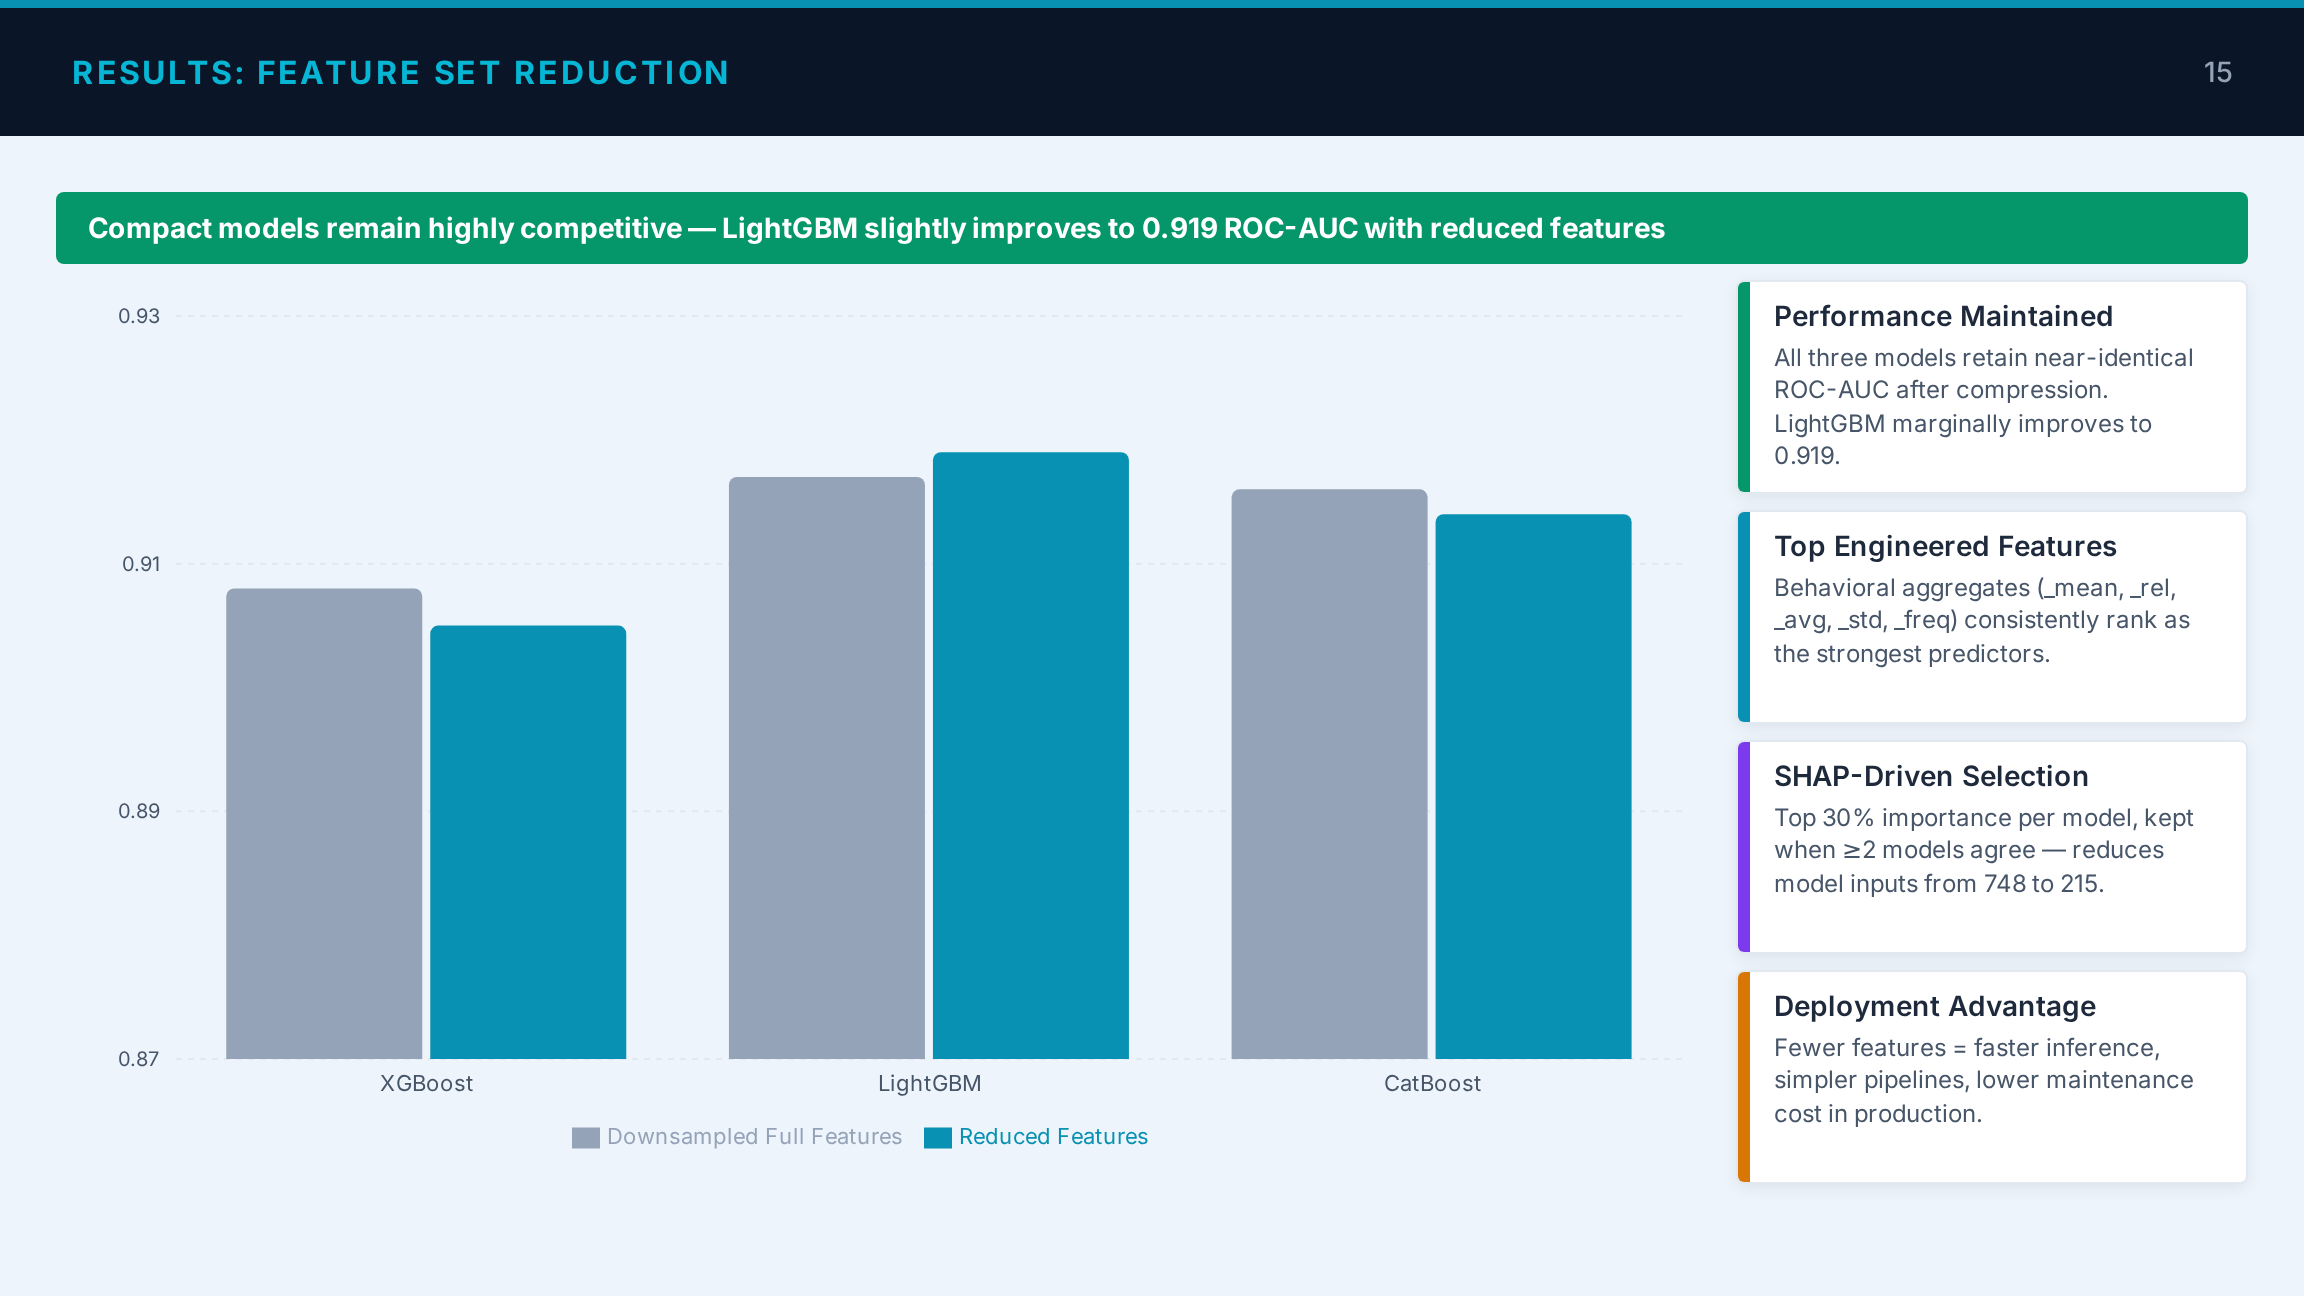 RESULTS: FEATURE SET REDUCTION
15
Compact models remain highly competitive — LightGBM slightly improves to 0.919 ROC-AUC with reduced features
0.93
0.91
0.89
0.87
XGBoost
LightGBM
CatBoost
Downsampled Full Features
Reduced Features
Performance Maintained
All three models retain near-identical
ROC-AUC after compression.
LightGBM marginally improves to
0.919.
Top Engineered Features
Behavioral aggregates (_mean, _rel,
_avg, _std, _freq) consistently rank as
the strongest predictors.
SHAP-Driven Selection
Top 30% importance per model, kept
when ≥2 models agree — reduces
model inputs from 748 to 215.
Deployment Advantage
Fewer features = faster inference,
simpler pipelines, lower maintenance
cost in production.